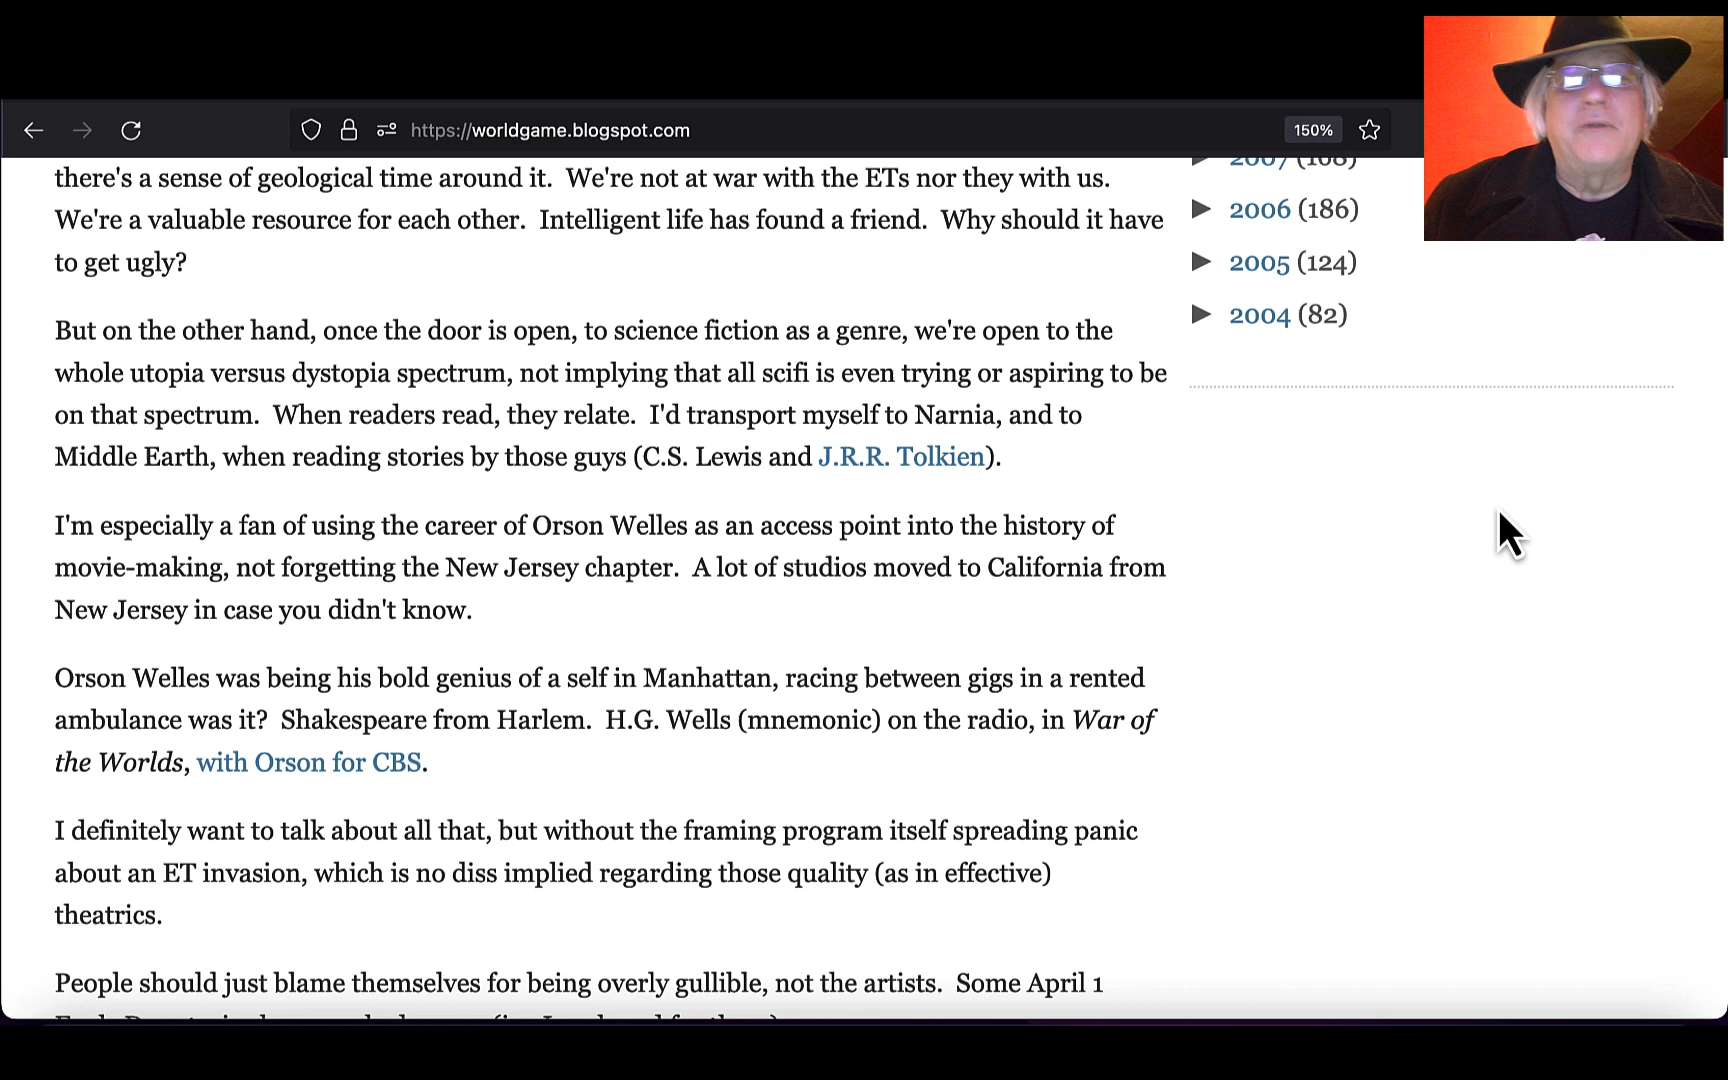 https://worldgame.blogspot.com
150%
there's a sense of geological time around it.  We're not at war with the ETs nor they with us.
We're a valuable resource for each other.  Intelligent life has found a friend.  Why should it have
to get ugly?
But on the other hand, once the door is open, to science fiction as a genre, we're open to the
whole utopia versus dystopia spectrum, not implying that all scifi is even trying or aspiring to be
on that spectrum.  When readers read, they relate.  I'd transport myself to Narnia, and to
Middle Earth, when reading stories by those guys (C.S. Lewis and J.R.R. Tolkien).
I'm especially a fan of using the career of Orson Welles as an access point into the history of
movie-making, not forgetting the New Jersey chapter.  A lot of studios moved to California from
New Jersey in case you didn't know.
Orson Welles was being his bold genius of a self in Manhattan, racing between gigs in a rented
ambulance was it?  Shakespeare from Harlem.  H.G. Wells (mnemonic) on the radio, in War of
the Worlds, with Orson for CBS.
I definitely want to talk about all that, but without the framing program itself spreading panic
about an ET invasion, which is no diss implied regarding those quality (as in effective)
theatrics.
People should just blame themselves for being overly gullible, not the artists.  Some April 1
► 2007 (168)
► 2006 (186)
► 2005 (124)
► 2004 (82)